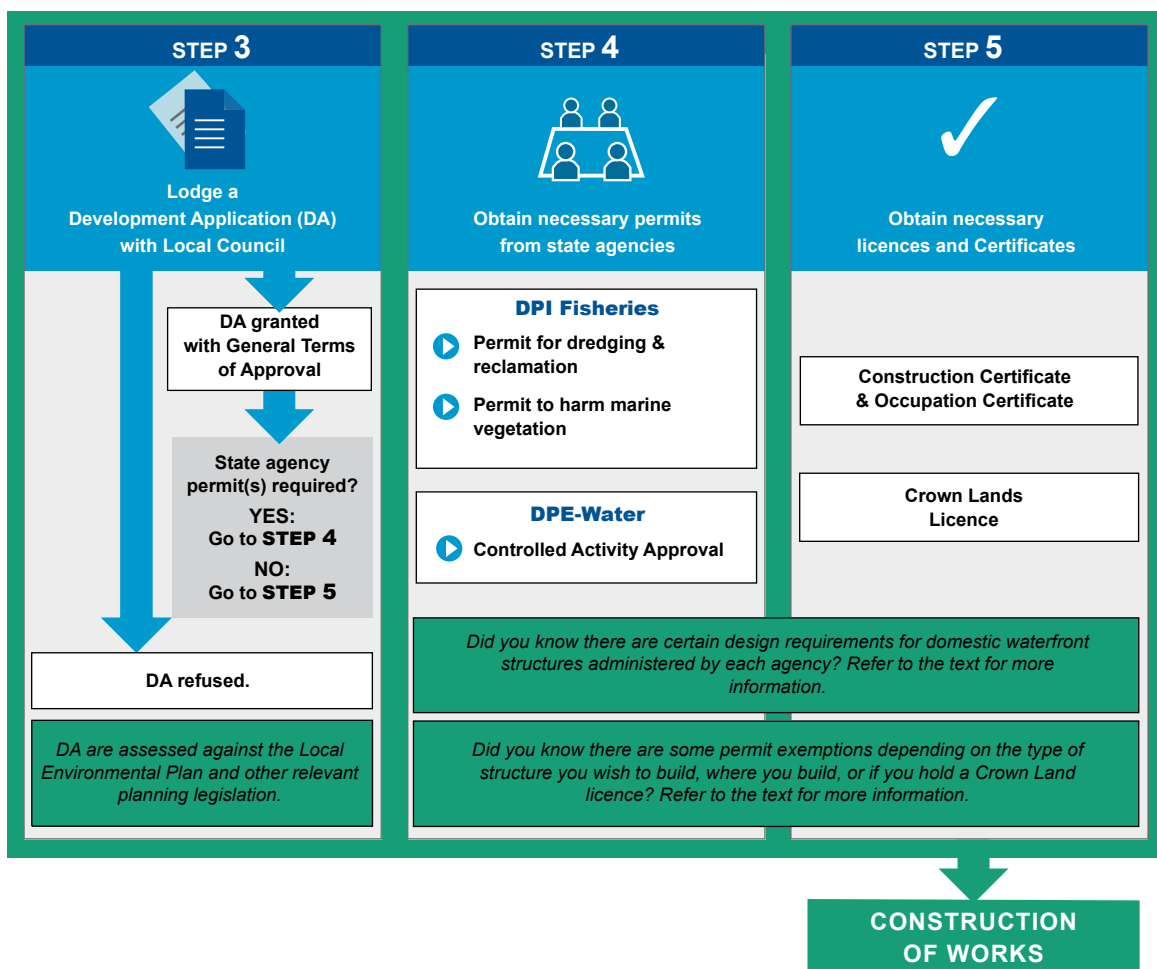 STEP 3
Lodge a
Development Application (DA)
with Local Council
DA granted
with General Terms
of Approval
State agency
permit(s) required?
YES:
Go to STEP 4
NO:
Go to STEP 5
DA refused.
DA are assessed against the Local
Environmental Plan and other relevant
planning legislation.
STEP 4
Obtain necessary permits
from state agencies
DPI Fisheries
Permit for dredging &
reclamation
Permit to harm marine
vegetation
DPE-Water
Controlled Activity Approval
STEP 5
Obtain necessary
licences and Certificates
Construction Certificate
& Occupation Certificate
Crown Lands
Licence
Did you know there are certain design requirements for domestic waterfront
structures administered by each agency? Refer to the text for more
information.
Did you know there are some permit exemptions depending on the type of
structure you wish to build, where you build, or if you hold a Crown Land
licence? Refer to the text for more information.
CONSTRUCTION
OF WORKS